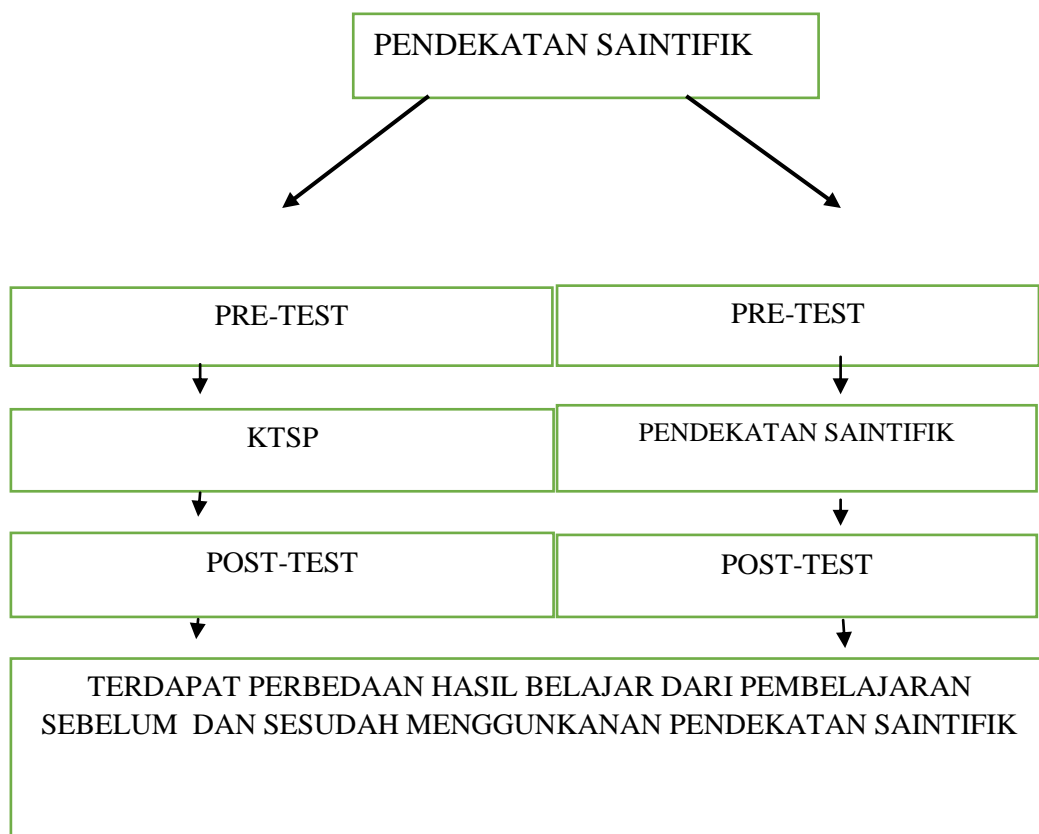 PENDEKATAN SAINTIFIK
PRE-TEST
PRE-TEST
KTSP
PENDEKATAN SAINTIFIK
POST-TEST
POST-TEST
TERDAPAT PERBEDAAN HASIL BELAJAR DARI PEMBELAJARAN
SEBELUM DAN SESUDAH MENGGUNKANAN PENDEKATAN SAINTIFIK